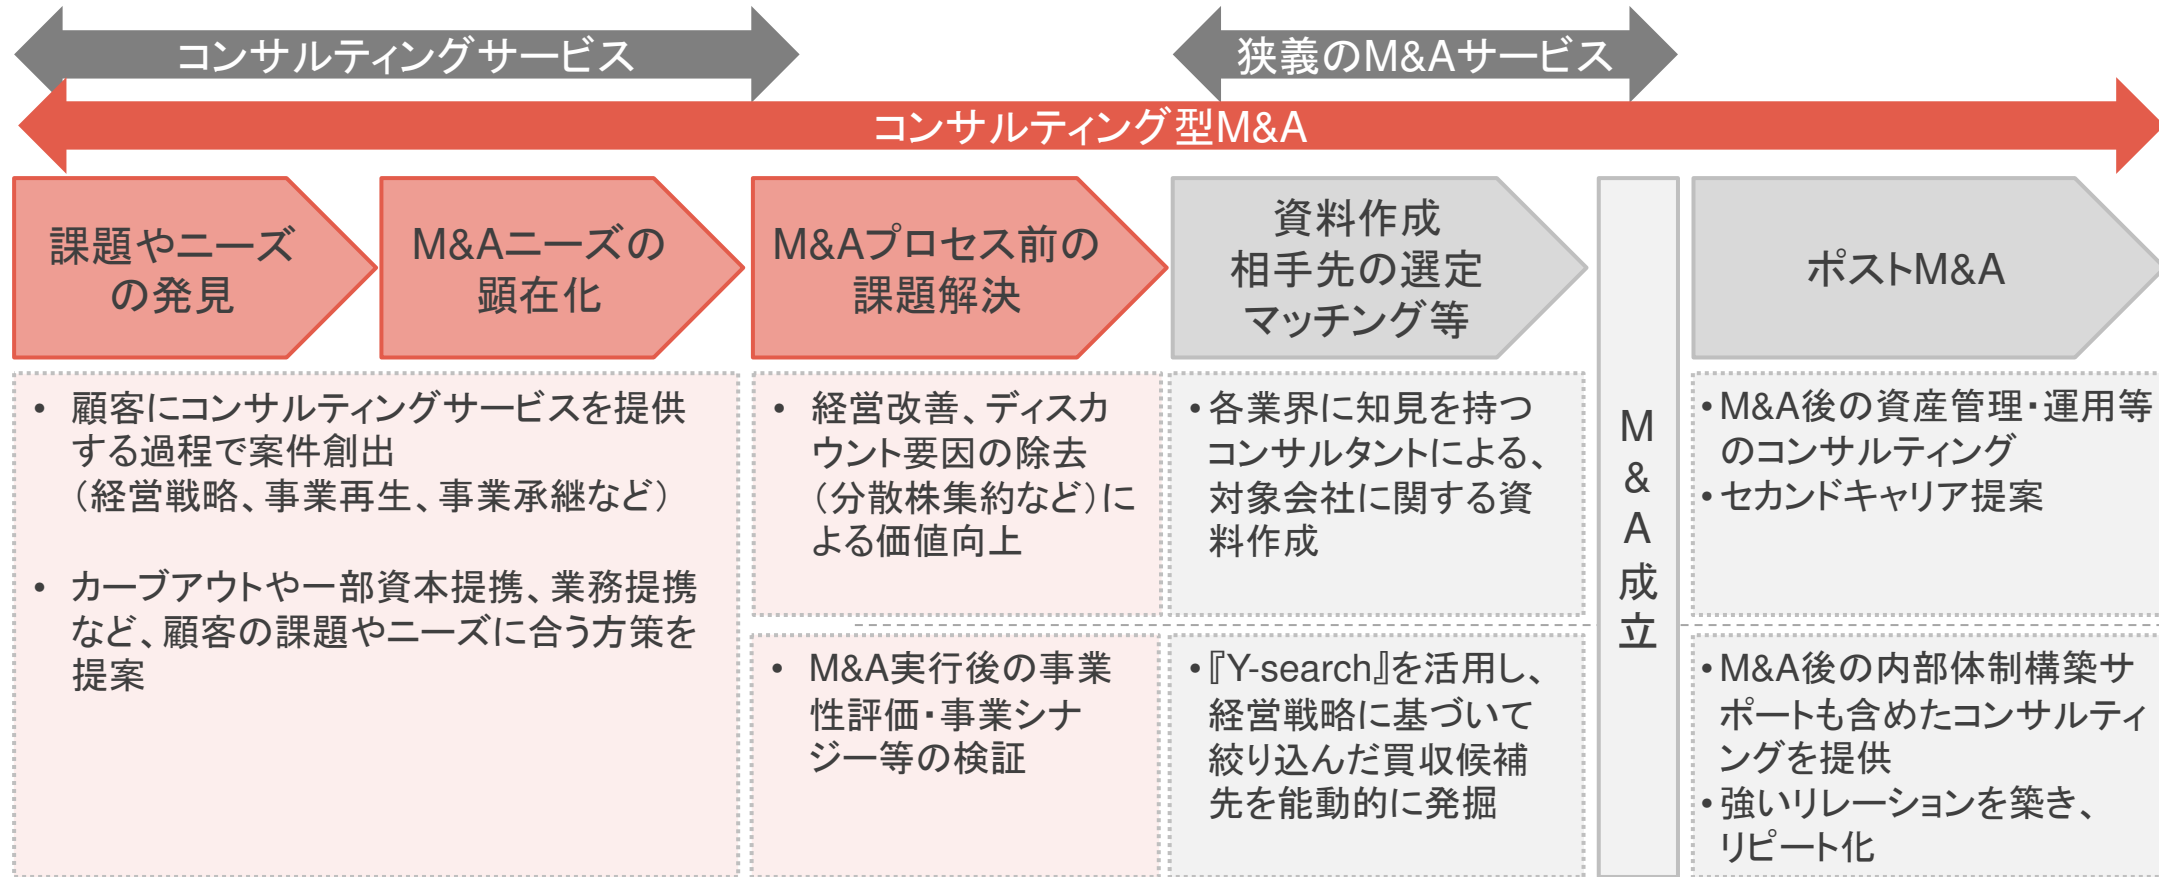 コンサルティングサービス
狭義のM&Aサービス
コンサルティング型M&A
課題やニーズ
の発見
M&Aニーズの
顕在化
M&Aプロセス前の
課題解決
資料作成
相手先の選定
マッチング等
M&A成立
ポストM&A
• 顧客にコンサルティングサービスを提供
する過程で案件創出
（経営戦略、事業再生、事業承継など）
• カーブアウトや一部資本提携、業務提携
など、顧客の課題やニーズに合う方策を
提案
• 経営改善、ディスカ
ウント要因の除去
（分散株集約など）に
よる価値向上
• M&A実行後の事業
性評価・事業シナ
ジー等の検証
• 各業界に知見を持つ
コンサルタントによる、
対象会社に関する資
料作成
• 『Y-search』を活用し、
経営戦略に基づいて
絞り込んだ買収候補
先を能動的に発掘
• M&A後の資産管理・運用等
のコンサルティング
• セカンドキャリア提案
• M&A後の内部体制構築サ
ポートも含めたコンサルティ
ングを提供
• 強いリレーションを築き、
リピート化